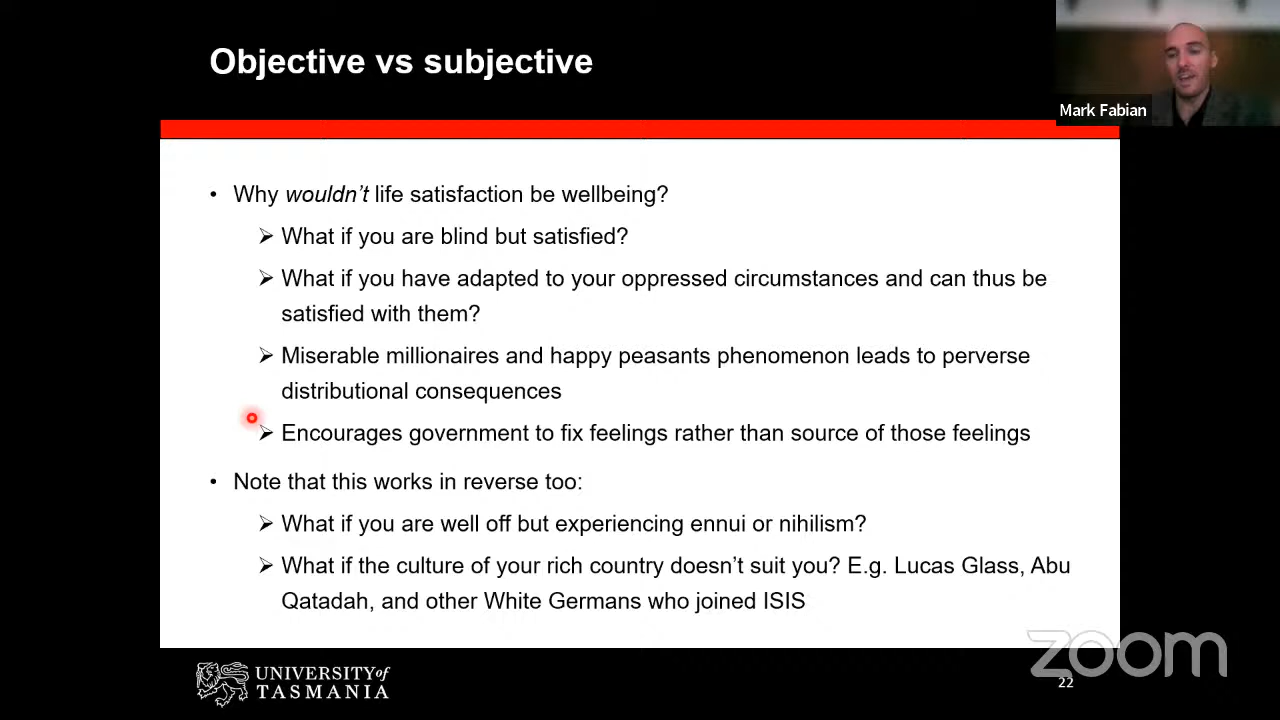 Objective vs subjective
Mark Fabian
• Why wouldn't life satisfaction be wellbeing?
➢ What if you are blind but satisfied?
➢ What if you have adapted to your oppressed circumstances and can thus be
satisfied with them?
➢ Miserable millionaires and happy peasants phenomenon leads to perverse
distributional consequences
➢ Encourages government to fix feelings rather than source of those feelings
• Note that this works in reverse too:
➢ What if you are well off but experiencing ennui or nihilism?
➢ What if the culture of your rich country doesn't suit you? E.g. Lucas Glass, Abu
Qatadah, and other White Germans who joined ISIS
UNIVERSITY of
TASMANIA
zoom
22